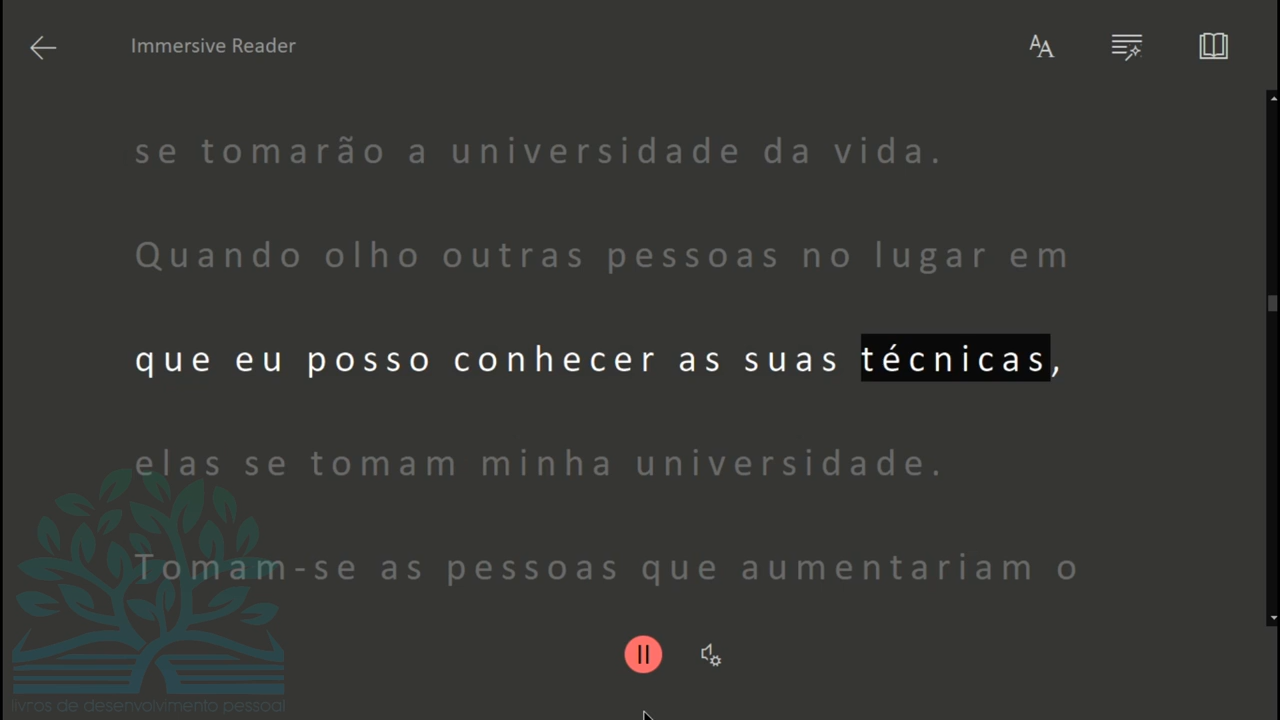 Immersive Reader
se tomarão a universidade da vida.
Quando olho outras pessoas no lugar em
que eu posso conhecer as suas técnicas,
elas se tomam minha universidade.
Tomam-se as pessoas que aumentariam o
livros de desenvolvimento pessoal